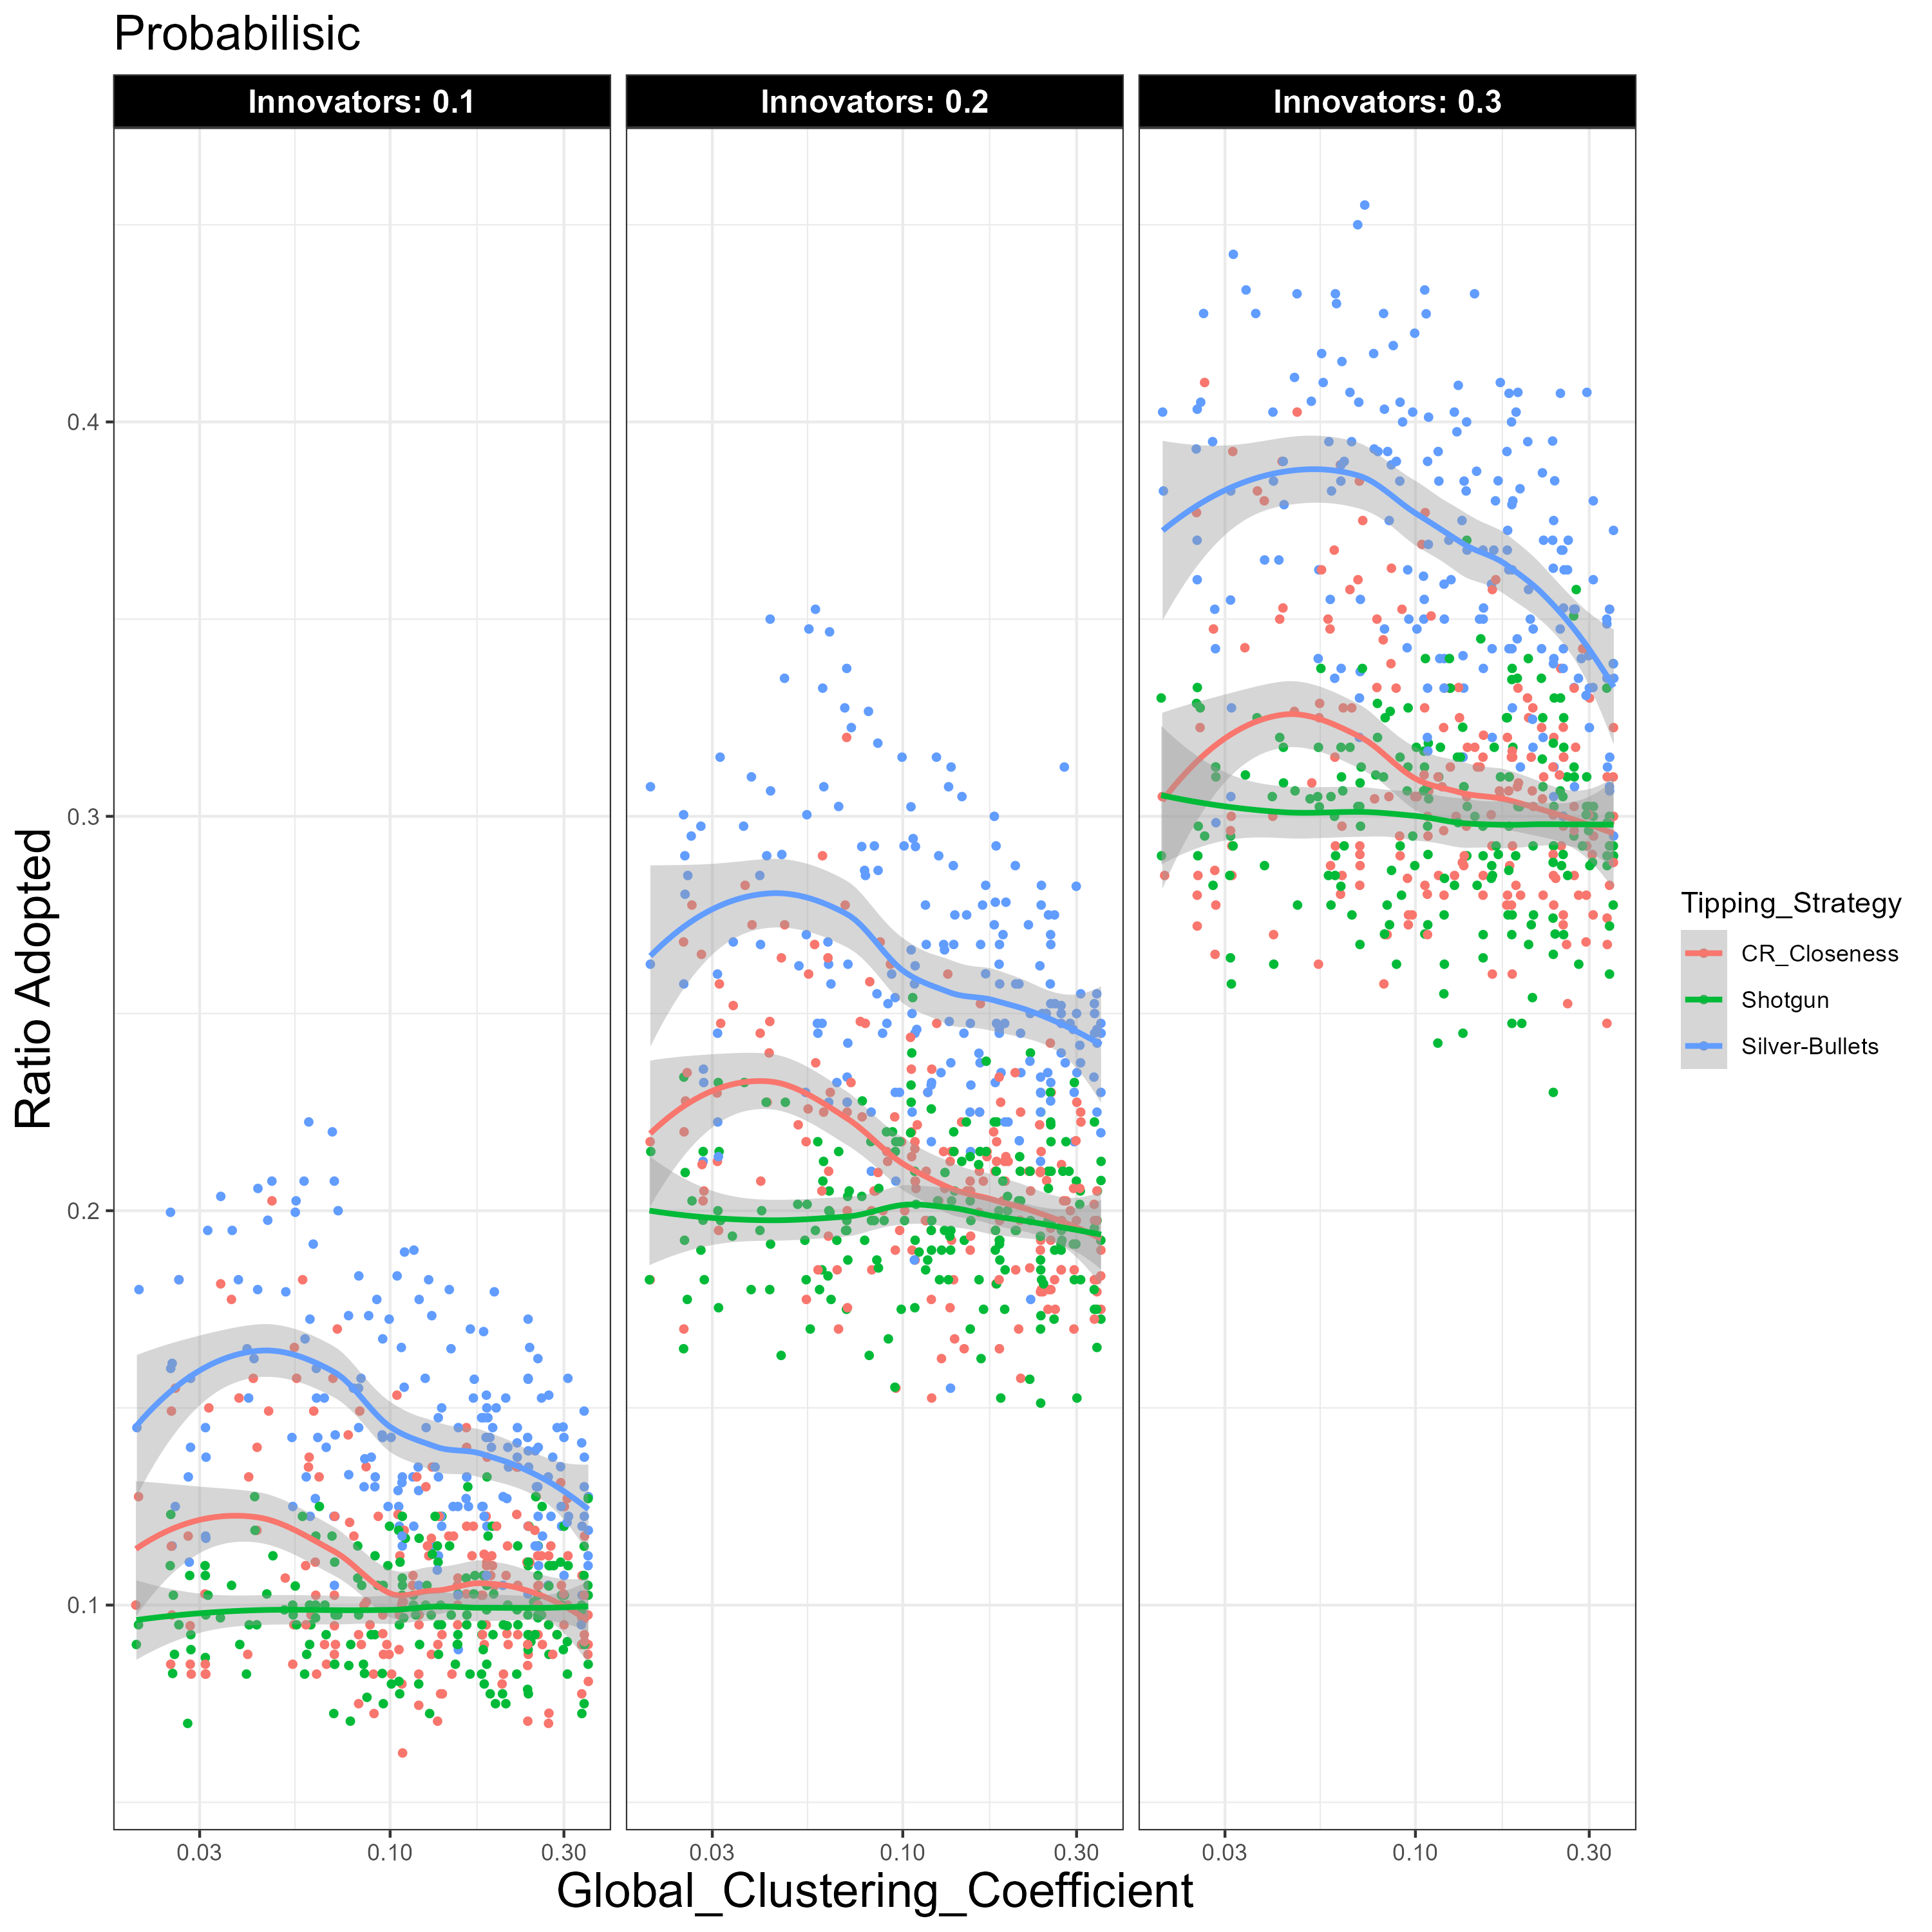 Probabilisic
Innovators: 0.1
Innovators: 0.2
Innovators: 0.3
Ratio Adopted
0.4
0.3
0.2
0.1
0.03
0.10
0.30
0.03
0.10
0.30
0.03
0.10
0.30
Global_Clustering_Coefficient
Tipping_Strategy
CR_Closeness
Shotgun
Silver-Bullets